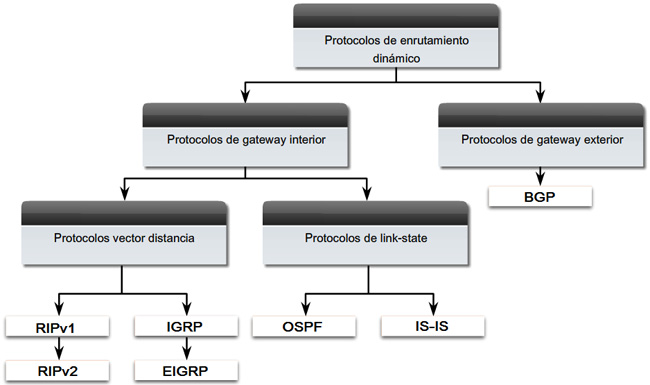 Protocolos de enrutamiento
dinámico
Protocolos de gateway interior
Protocolos de gateway exterior
BGP
Protocolos vector distancia
Protocolos de link-state
RIPv1
IGRP
OSPF
IS-IS
RIPv2
EIGRP